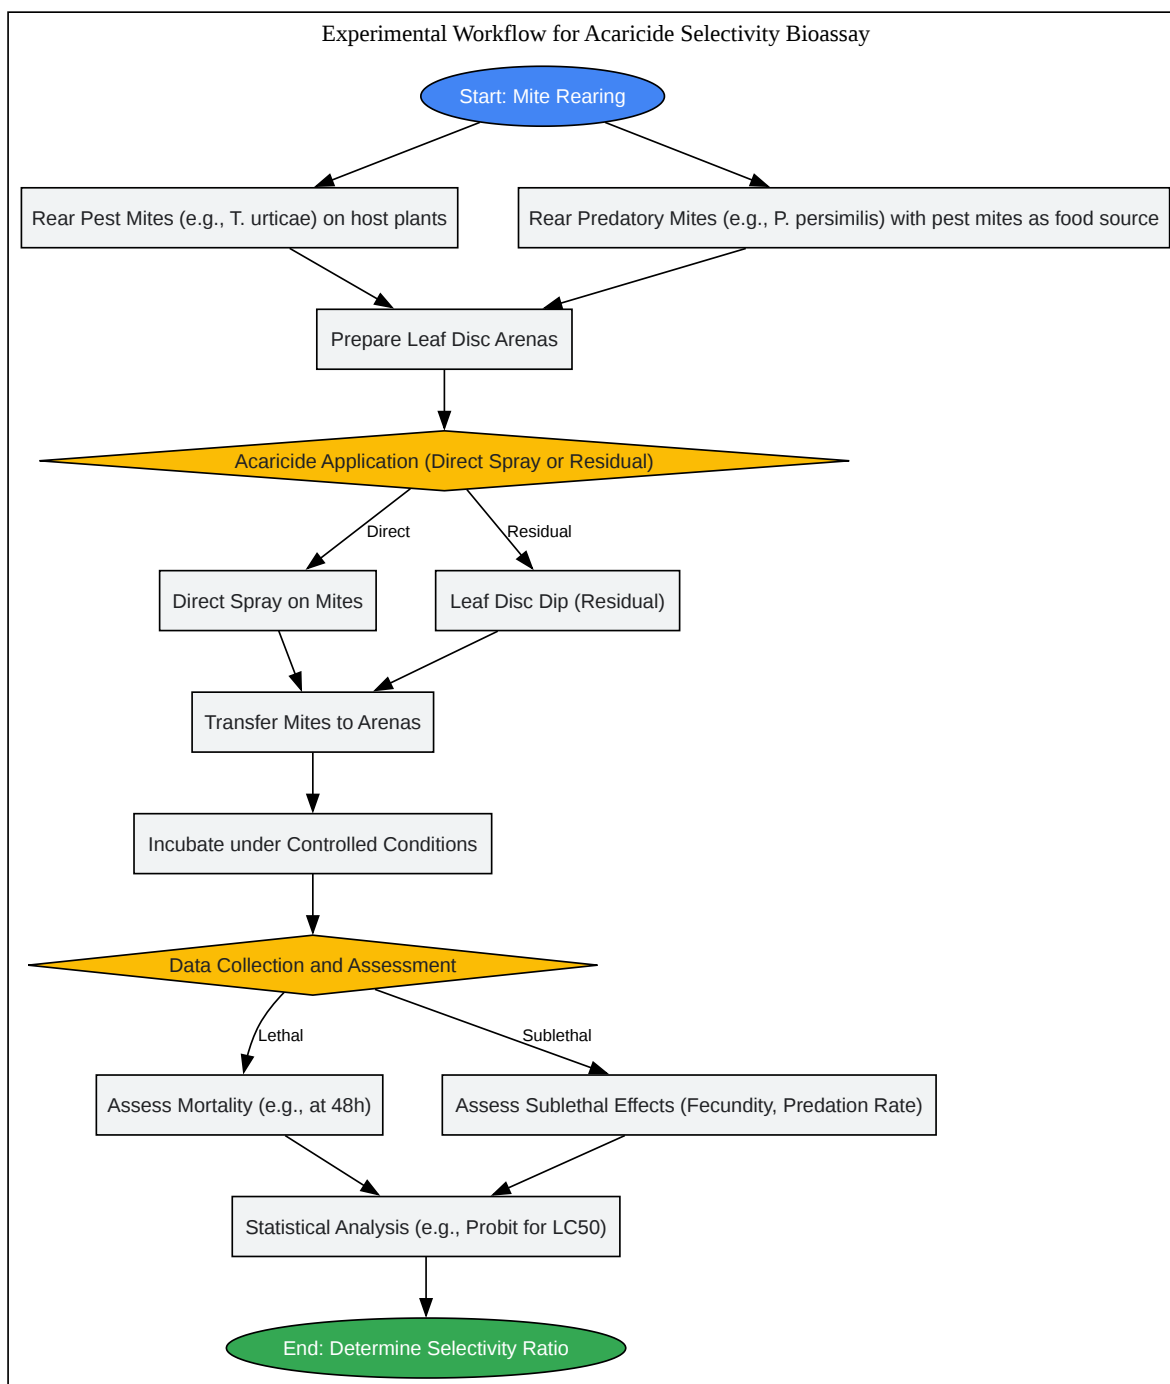 Experimental Workflow for Acaricide Selectivity Bioassay
Start: Mite Rearing
Rear Pest Mites (e.g., T. urticae) on host plants
Rear Predatory Mites (e.g., P. persimilis) with pest mites as food source
Prepare Leaf Disc Arenas
Acaricide Application (Direct Spray or Residual)
Direct
Residual
Direct Spray on Mites
Leaf Disc Dip (Residual)
Transfer Mites to Arenas
Incubate under Controlled Conditions
Data Collection and Assessment
Lethal
Sublethal
Assess Mortality (e.g., at 48h)
Assess Sublethal Effects (Fecundity, Predation Rate)
Statistical Analysis (e.g., Probit for LC50)
End: Determine Selectivity Ratio